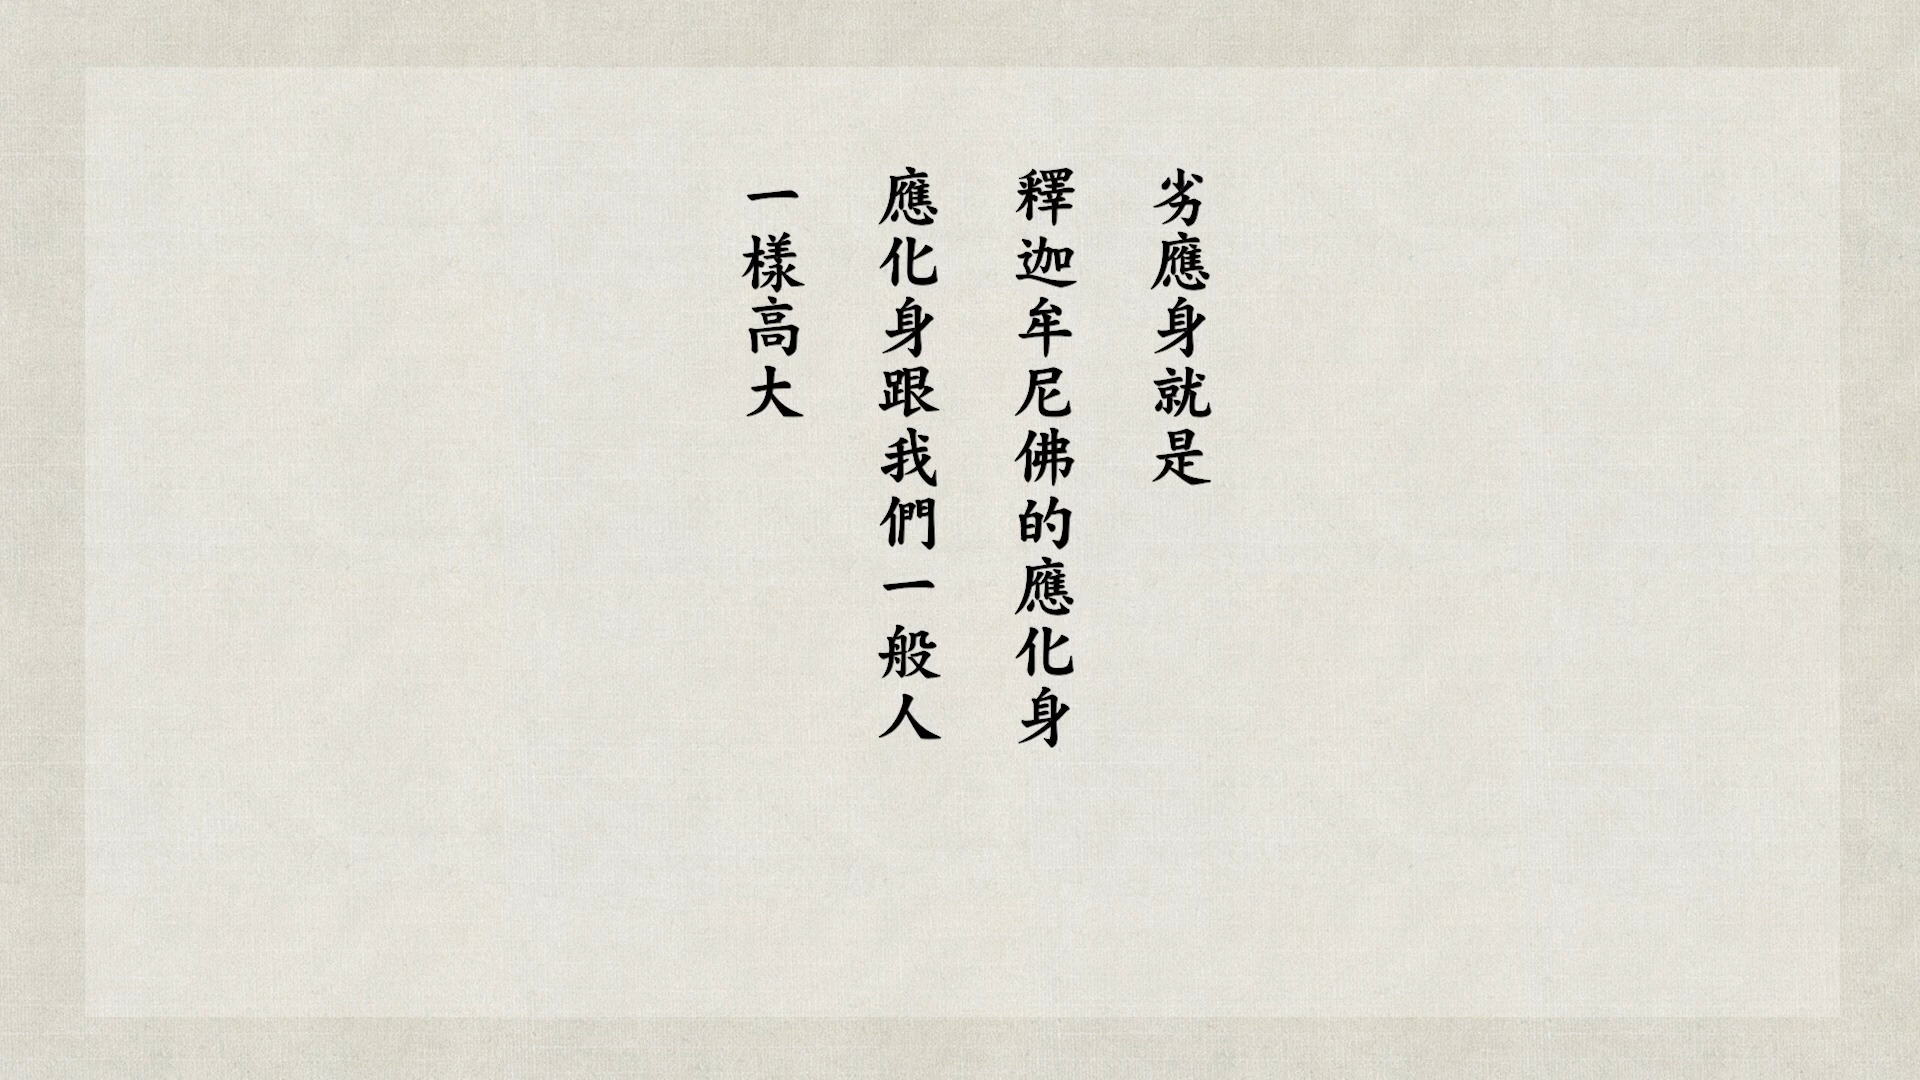 劣應身就是
釋迦牟尼佛的應化身
應化身跟我們一般人
一樣高大